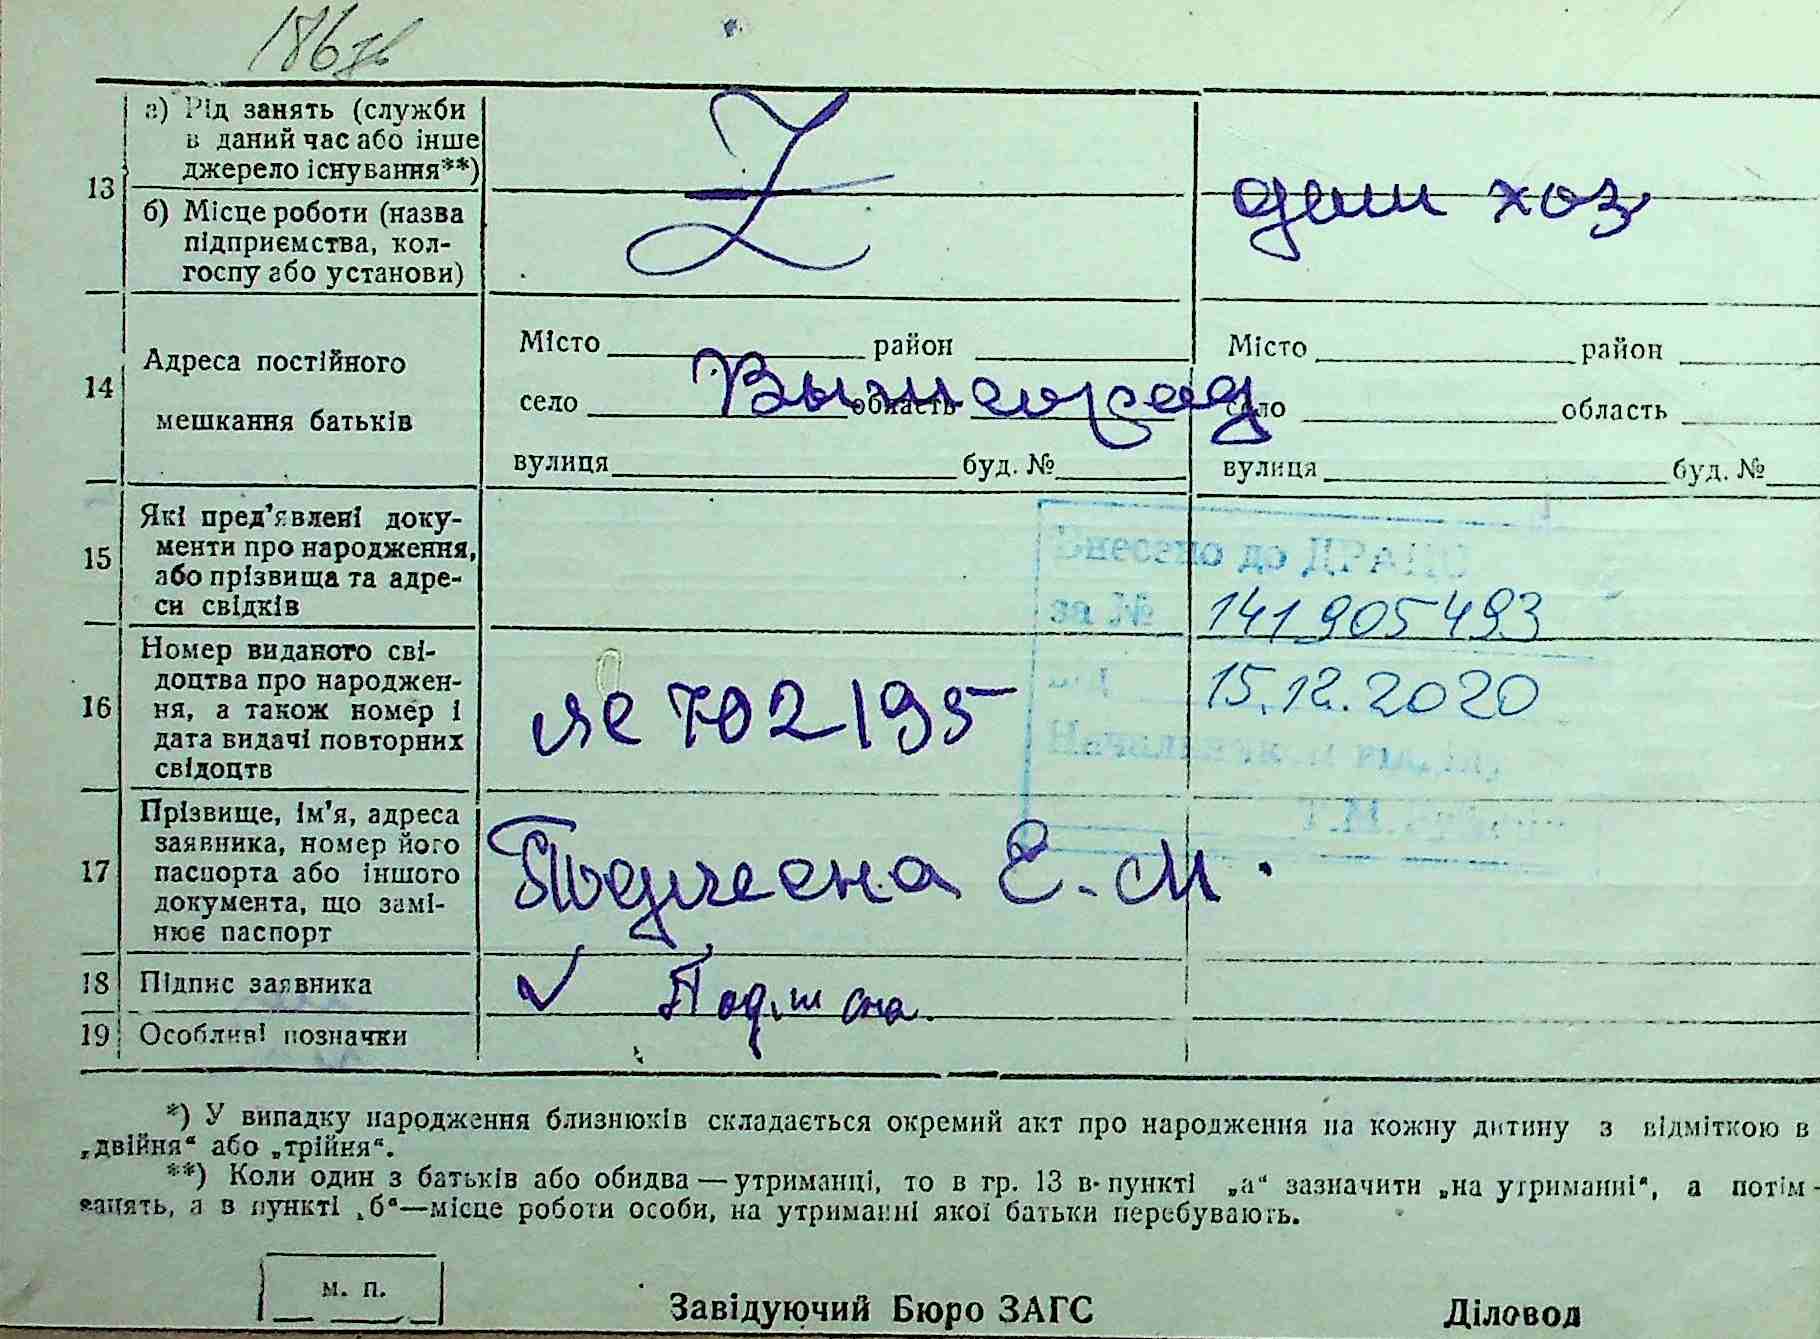 186 зв
13 а) Рід занять (служби
в даний час або інше
джерело існування**)
б) Місце роботи (назва
підприємства, кол-
госпу або установи)
Z
дом хоз
14 Адреса постійного
мешкання батьків
Місто район
село область
вулиця буд. №
Вышгород
Місто район
село область
вулиця буд. №
15 Які пред’явлені доку-
менти про народження,
або прізвища та адре-
си свідків
Внесено до ДРАЦС
за № 141905493
від 15.12.2020
Начальник відділу
16 Номер виданого сві-
доцтва про народжен-
ня, а також номер і
дата видачі повторних
свідоцтв
702195
17 Прізвище, ім’я, адреса
заявника, номер його
паспорта або іншого
документа, що замі-
нює паспорт
Е. М.
18 Підпис заявника
19 Особливі позначки
*) У випадку народження близнюків складається окремий акт про народження на кожну дитину з відміткою в
„двійня“ або „трійня“.
**) Коли один з батьків або обидва — утриманці, то в гр. 13 в- пункті „а“ зазначити „на утриманні“, а потім -
занять, а в пункті „б“—місце роботи особи, на утриманні якої батьки перебувають.
м. п.
Завідуючий Бюро ЗАГС Діловод